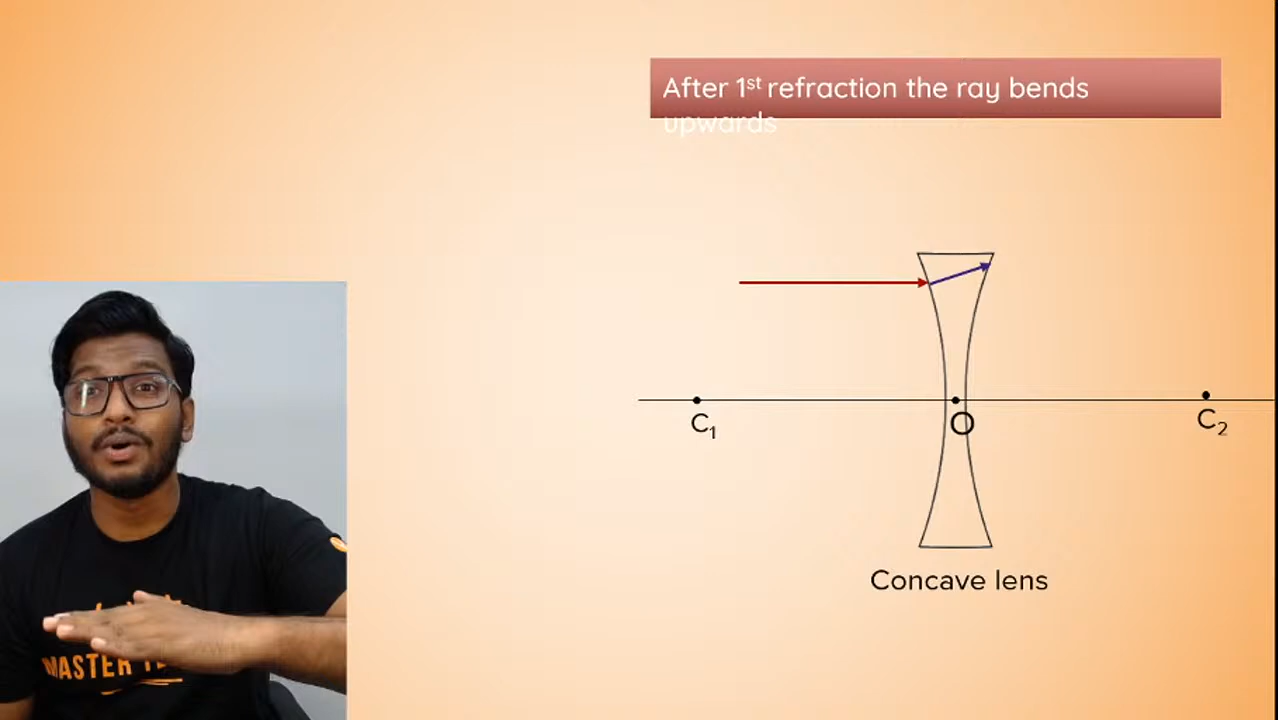 After 1st refraction the ray bends
upwards
C1
O
C2
Concave lens
MASTER